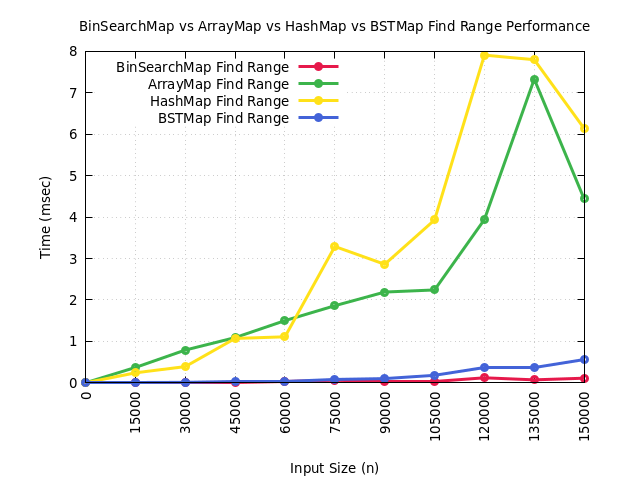 BinSearchMap vs ArrayMap vs HashMap vs BSTMap Find Range Performance
8
7
6
5
4
3
2
1
0
Time (msec)
BinSearchMap Find Range
ArrayMap Find Range
HashMap Find Range
BSTMap Find Range
0
15000
30000
45000
60000
75000
90000
105000
120000
135000
150000
Input Size (n)